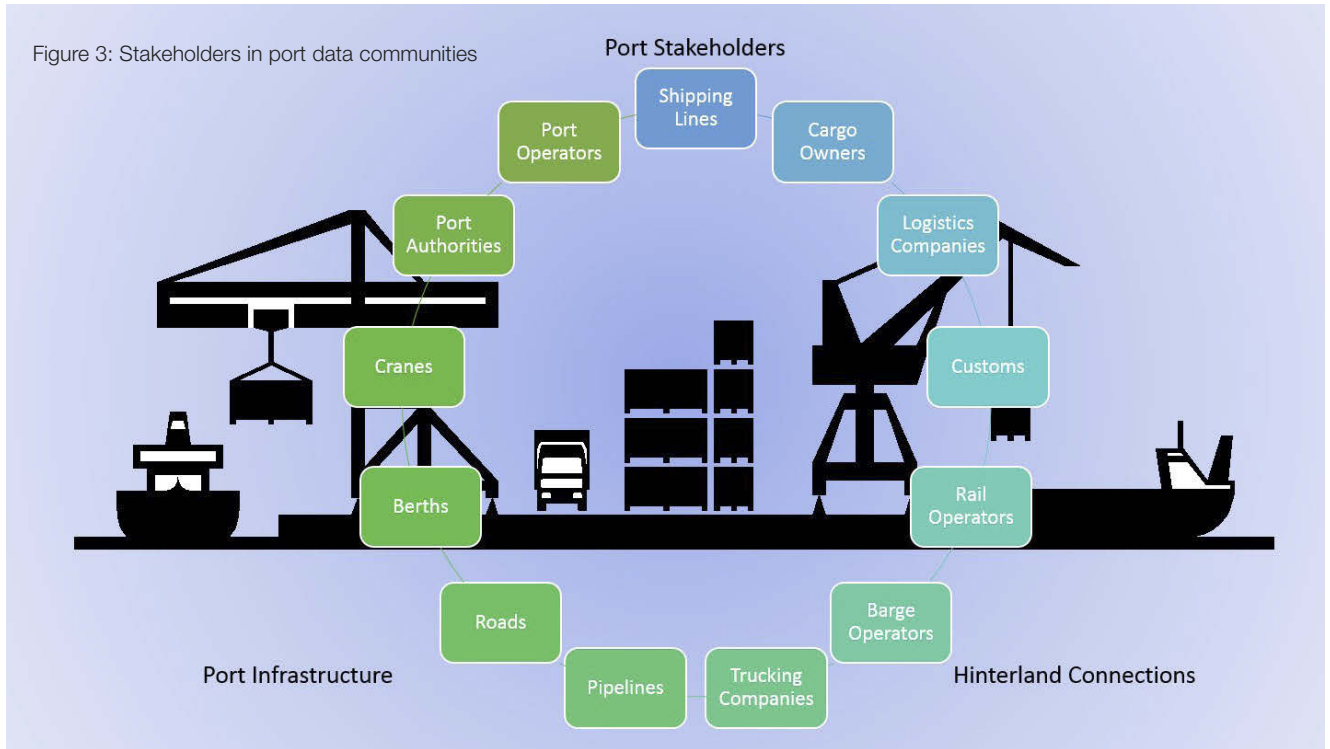 Figure 3: Stakeholders in port data communities
Port Stakeholders
Shipping
Lines
Cargo
Owners
Logistics
Companies
Customs
Rail
Operators
Barge
Operators
Trucking
Companies
Pipelines
Roads
Berths
Cranes
Port
Authorities
Port
Operators
Port Infrastructure
Hinterland Connections